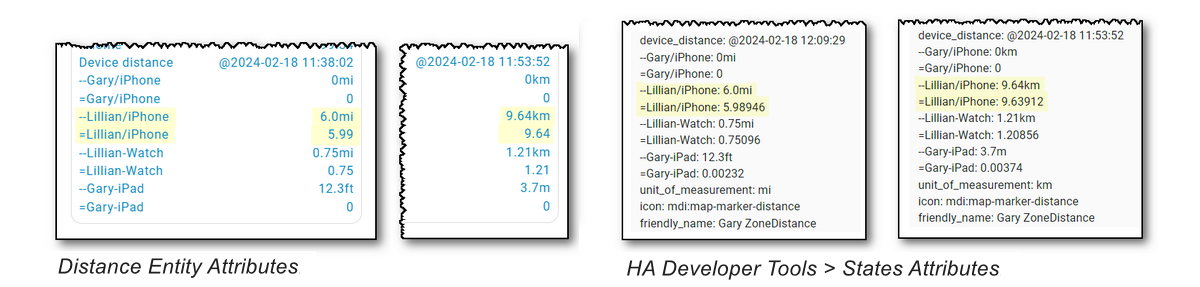 Device distance @2024-02-18 11:38:02
--Gary/iPhone 0mi
=Gary/iPhone 0
--Lillian/iPhone 6.0mi
=Lillian/iPhone 5.99
--Lillian-Watch 0.75mi
=Lillian-Watch 0.75
--Gary-iPad 12.3ft
=Gary-iPad 0
@2024-02-18 11:53:52
0km
0
9.64km
9.64
1.21km
1.21
3.7m
0
Distance Entity Attributes
device_distance: @2024-02-18 12:09:29
--Gary/iPhone: 0mi
=Gary/iPhone: 0
--Lillian/iPhone: 6.0mi
=Lillian/iPhone: 5.98946
--Lillian-Watch: 0.75mi
=Lillian-Watch: 0.75096
--Gary-iPad: 12.3ft
=Gary-iPad: 0.00232
unit_of_measurement: mi
icon: mdi:map-marker-distance
friendly_name: Gary ZoneDistance
device_distance: @2024-02-18 11:53:52
--Gary/iPhone: 0km
=Gary/iPhone: 0
--Lillian/iPhone: 9.64km
=Lillian/iPhone: 9.63912
--Lillian-Watch: 1.21km
=Lillian-Watch: 1.20856
--Gary-iPad: 3.7m
=Gary-iPad: 0.00374
unit_of_measurement: km
icon: mdi:map-marker-distance
friendly_name: Gary ZoneDistance
HA Developer Tools > States Attributes